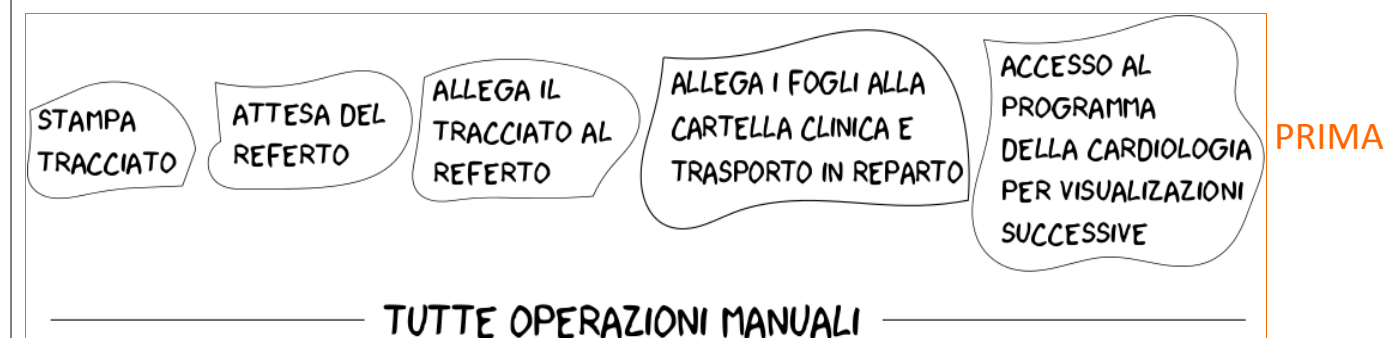 STAMPA
TRACCIATO
ATTESA DEL
REFERTO
ALLEGA IL
TRACCIATO AL
REFERTO
ALLEGA I FOGLI ALLA
CARTELLA CLINICA E
TRASPORTO IN REPARTO
ACCESSO AL
PROGRAMMA
DELLA CARDIOLOGIA
PER VISUALIZAZIONI
SUCCESSIVE
PRIMA
TUTTE OPERAZIONI MANUALI